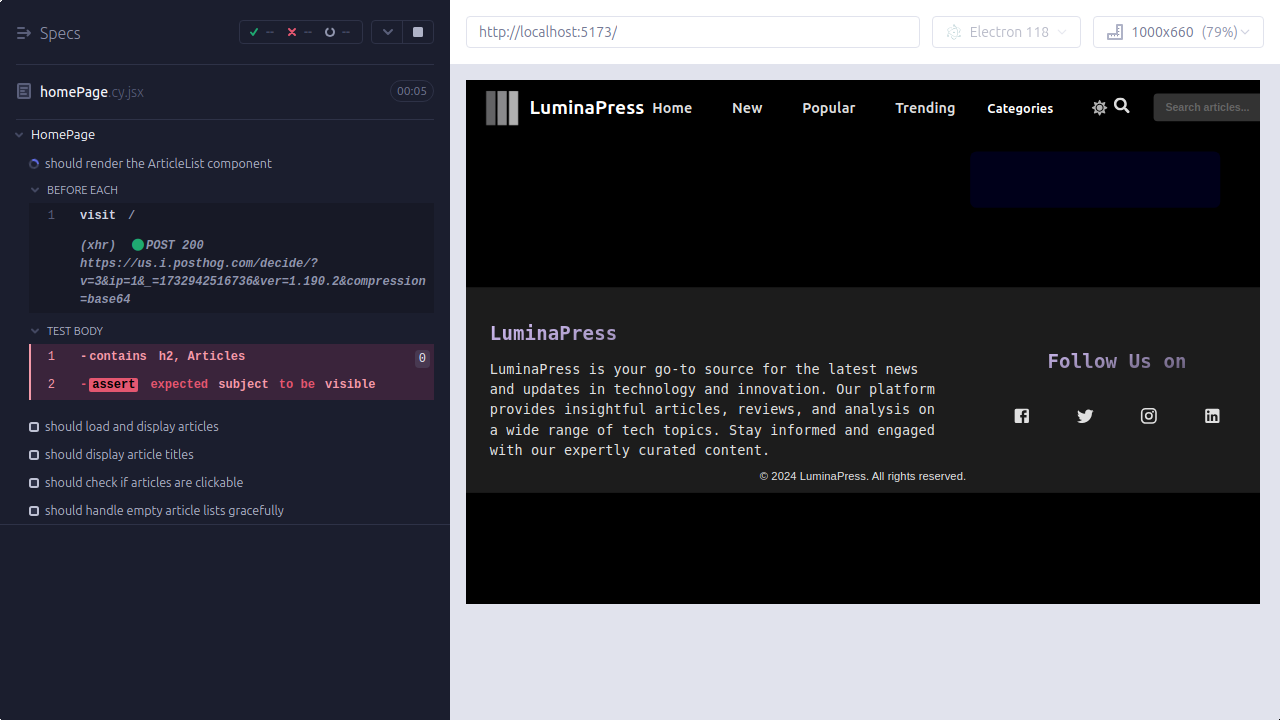 Specs
--
--
--
homePage.cy.jsx
00:05
HomePage
should render the ArticleList component
BEFORE EACH
1 visit /
(xhr) POST 200
https://us.i.posthog.com/decide/?
v=3&ip=1&_=1732942516736&ver=1.190.2&compression
=base64
TEST BODY
1 -contains h2, Articles 0
2 -assert expected subject to be visible
should load and display articles
should display article titles
should check if articles are clickable
should handle empty article lists gracefully
http://localhost:5173/
Electron 118
1000x660 (79%)
LuminaPress Home New Popular Trending Categories Search articles...
LuminaPress
LuminaPress is your go-to source for the latest news
and updates in technology and innovation. Our platform
provides insightful articles, reviews, and analysis on
a wide range of tech topics. Stay informed and engaged
with our expertly curated content.
Follow Us on
© 2024 LuminaPress. All rights reserved.